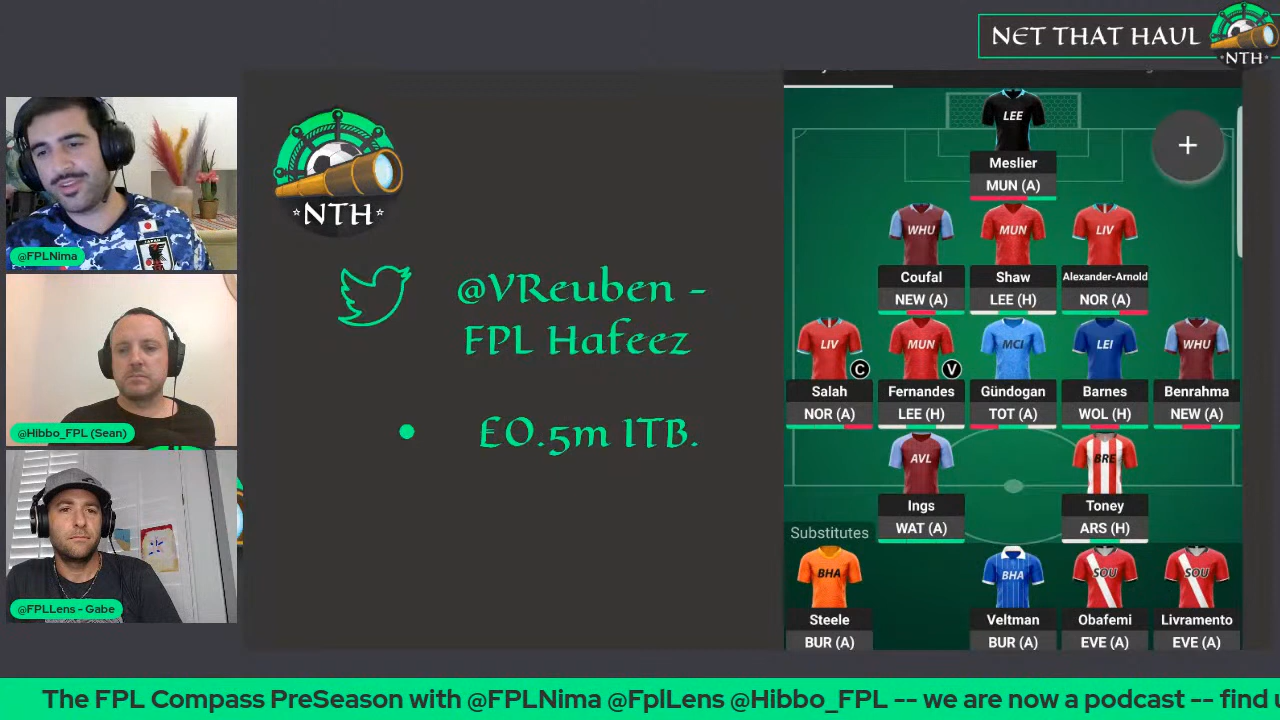 NET THAT HAUL
NTH
@FPLNima
JAPAN
@Hibbo_FPL (Sean)
@FPLLens - Gabe
NTH
@VReuben -
FPL Hafeez
£0.5m ITB.
LEE
Meslier
MUN (A)
+
WHU
MUN
LIV
Coufal
Shaw
Alexander-Arnold
NEW (A)
LEE (H)
NOR (A)
LIV
MUN
MCI
LEI
WHU
C
V
Salah
Fernandes
Gündogan
Barnes
Benrahma
NOR (A)
LEE (H)
TOT (A)
WOL (H)
NEW (A)
AVL
BRE
Ings
Toney
WAT (A)
ARS (H)
Substitutes
BHA
BHA
SOU
SOU
Steele
Veltman
Obafemi
Livramento
BUR (A)
BUR (A)
EVE (A)
EVE (A)
The FPL Compass PreSeason with @FPLNima @FplLens @Hibbo_FPL -- we are now a podcast -- find